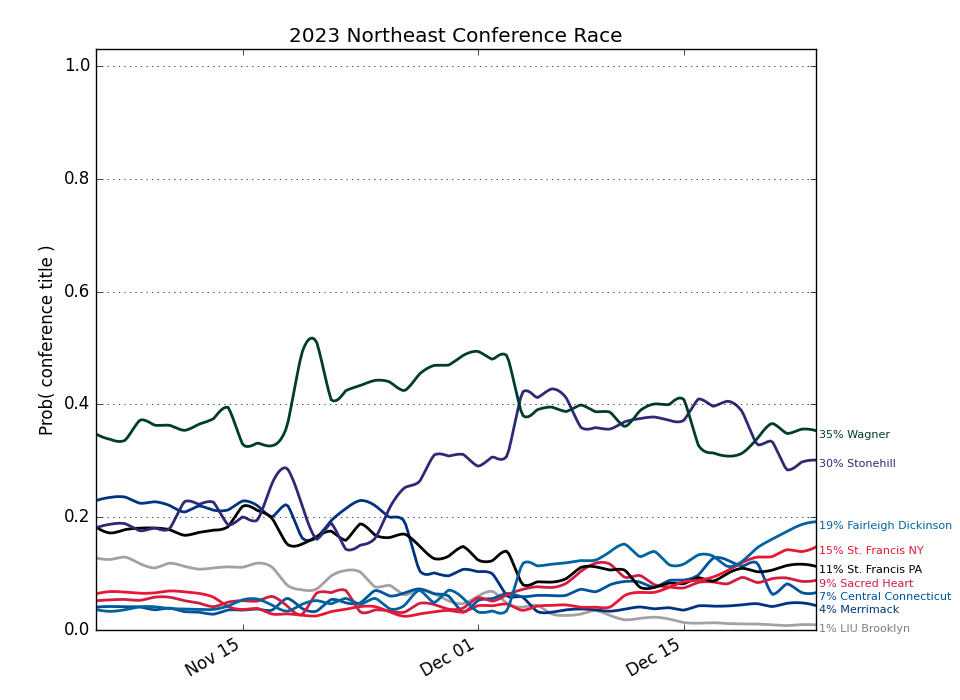 2023 Northeast Conference Race
Prob( conference title )
1.0
0.8
0.6
0.4
0.2
0.0
Nov 15
Dec 01
Dec 15
35% Wagner
30% Stonehill
19% Fairleigh Dickinson
15% St. Francis NY
11% St. Francis PA
9% Sacred Heart
7% Central Connecticut
4% Merrimack
1% LIU Brooklyn